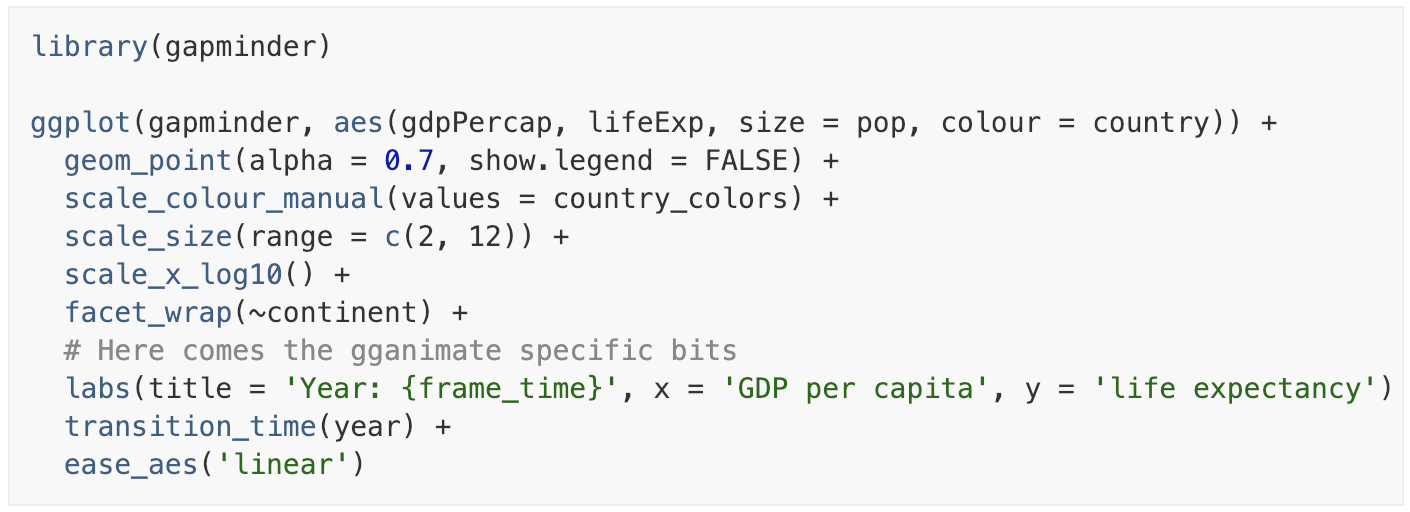 library(gapminder)

ggplot(gapminder, aes(gdpPercap, lifeExp, size = pop, colour = country)) +
  geom_point(alpha = 0.7, show.legend = FALSE) +
  scale_colour_manual(values = country_colors) +
  scale_size(range = c(2, 12)) +
  scale_x_log10() +
  facet_wrap(~continent) +
  # Here comes the gganimate specific bits
  labs(title = 'Year: {frame_time}', x = 'GDP per capita', y = 'life expectancy')
  transition_time(year) +
  ease_aes('linear')